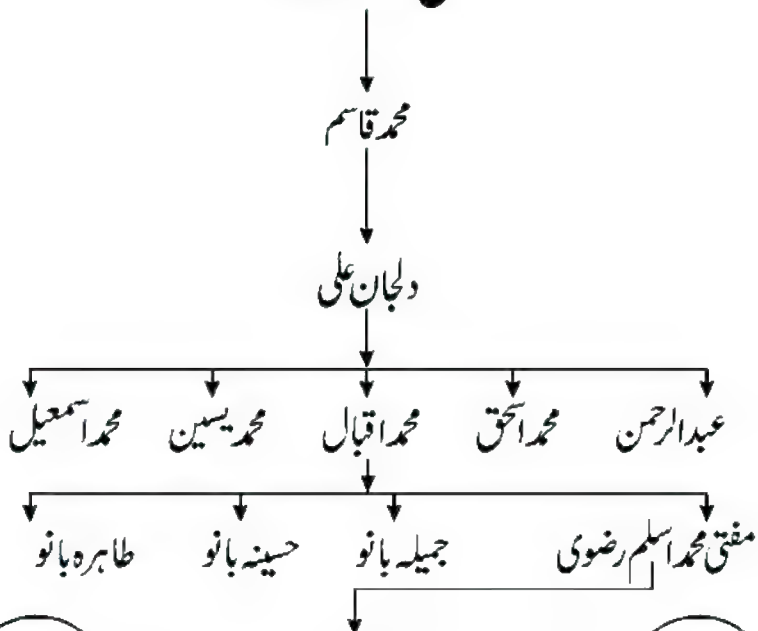 محمد قاسم
دلجان علی
عبدالرحمن محمد اسحٰق محمد اقبال محمد یسین محمد اسمعیل
مفتی محمد اسلم رضوی جمیلہ بانو حسینہ بانو طاہرہ بانو